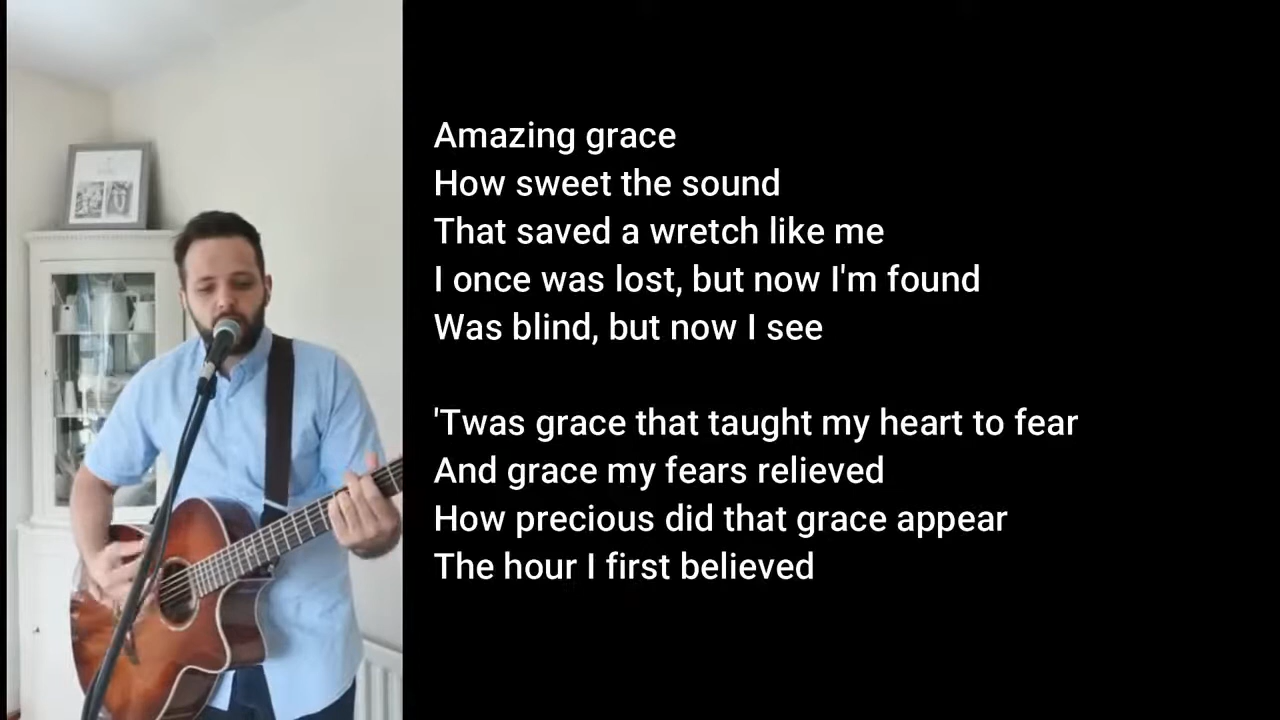 Amazing grace
How sweet the sound
That saved a wretch like me
I once was lost, but now I'm found
Was blind, but now I see
'Twas grace that taught my heart to fear
And grace my fears relieved
How precious did that grace appear
The hour I first believed